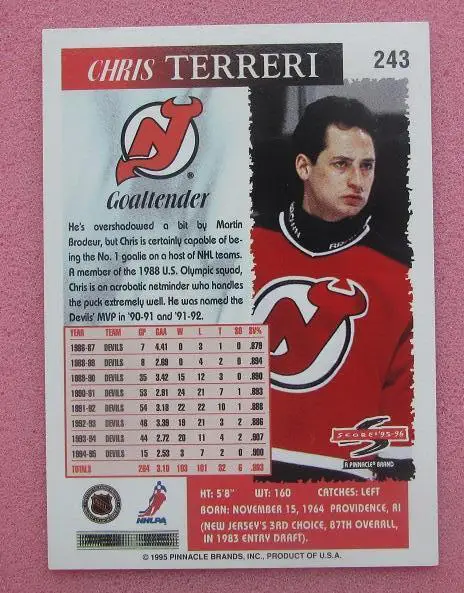 CHRIS TERRERI 243
Goaltender
He's overshadowed a bit by Martin
Brodeur, but Chris is certainly capable of be-
ing the No. 1 goalie on a host of NHL teams.
A member of the 1988 U.S. Olympic squad,
Chris is an acrobatic netminder who handles
the puck extremely well. He was named the
Devils' MVP in '90-91 and '91-92.
YEAR TEAM GP GAA W L T SO SV%
1986-87 DEVILS 7 4.41 0 3 1 0 .879
1988-89 DEVILS 8 2.69 0 4 2 0 .894
1989-90 DEVILS 35 3.42 15 12 3 0 .890
1990-91 DEVILS 53 2.91 24 21 7 1 .893
1991-92 DEVILS 54 3.18 22 22 10 1 .888
1992-93 DEVILS 48 3.39 19 21 3 2 .886
1993-94 DEVILS 44 2.72 20 11 4 2 .907
1994-95 DEVILS 15 2.53 3 7 2 0 .900
TOTALS 264 3.10 103 101 32 6 .893
SCORE '95-96
A PINNACLE BRAND
NHLPA
HT: 5'8" WT: 160 CATCHES: LEFT
BORN: NOVEMBER 15, 1964 PROVIDENCE, RI
(NEW JERSEY'S 3RD CHOICE, 87TH OVERALL,
IN 1983 ENTRY DRAFT).
© 1995 PINNACLE BRANDS, INC., PRODUCT OF U.S.A.